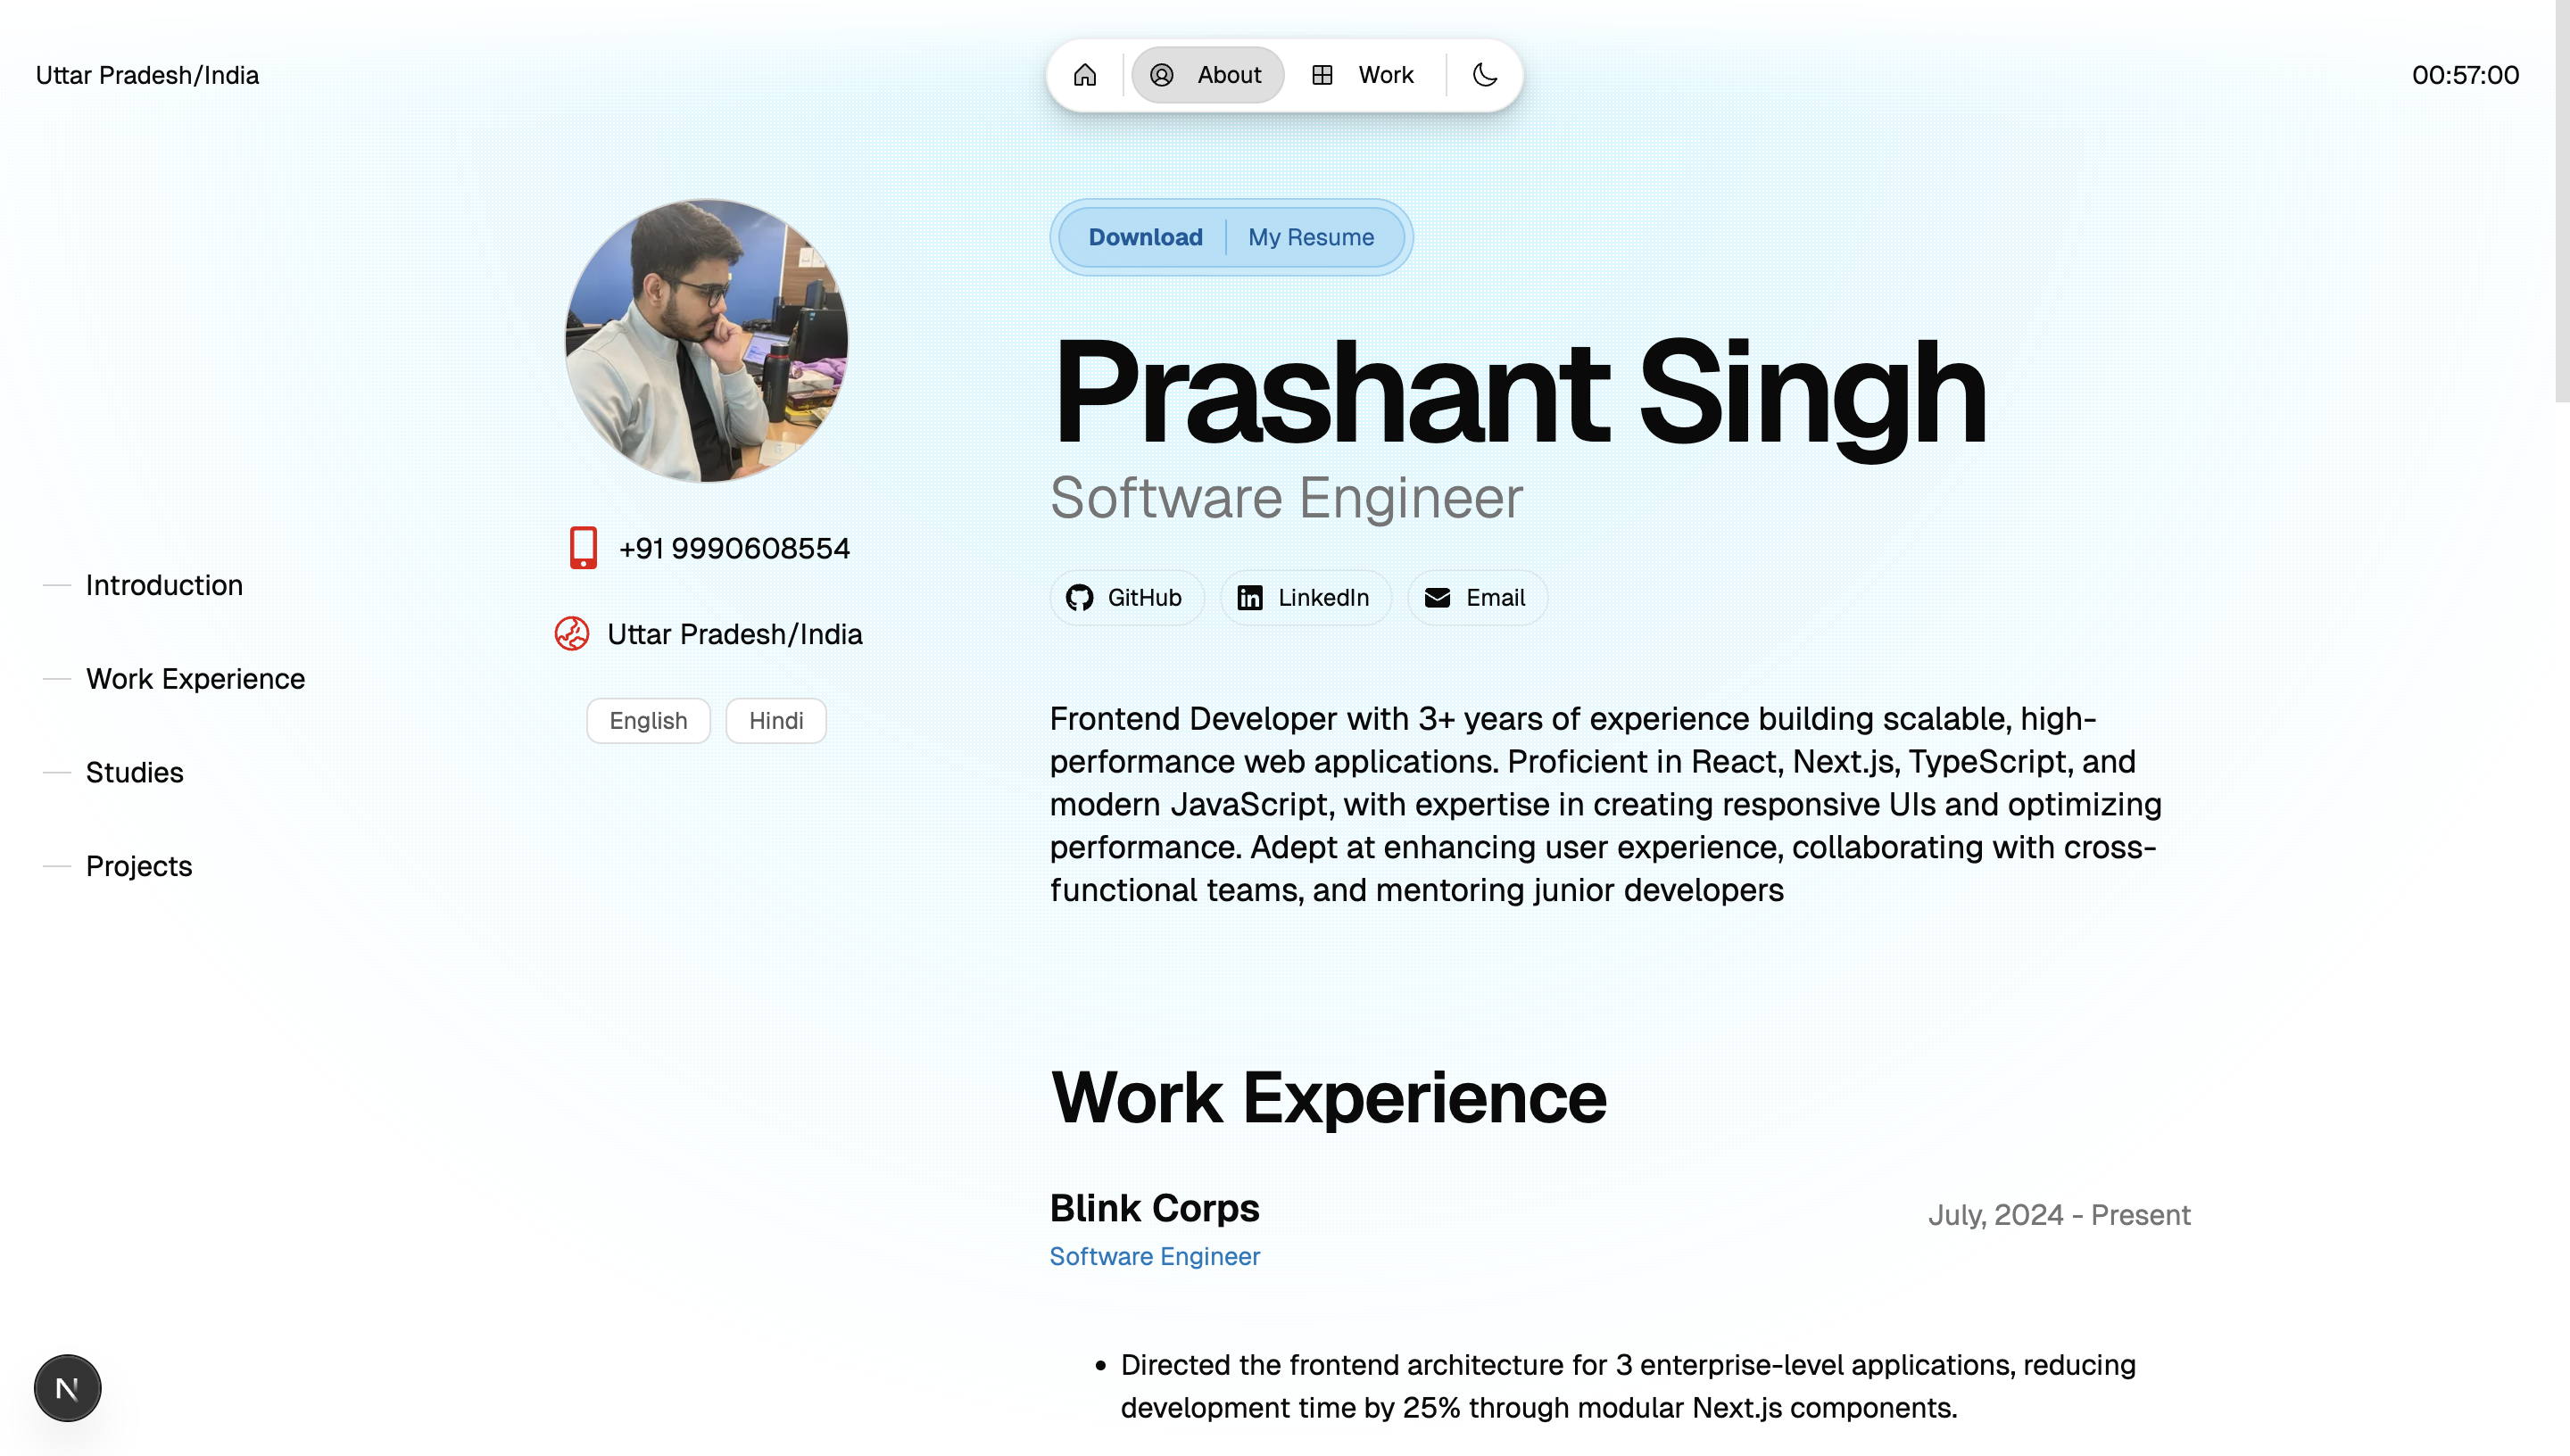 Uttar Pradesh/India
About
Work
00:57:00
Download
My Resume
Prashant Singh
Software Engineer
+91 9990608554
Uttar Pradesh/India
English
Hindi
GitHub
LinkedIn
Email
Introduction
Work Experience
Studies
Projects
Frontend Developer with 3+ years of experience building scalable, high-
performance web applications. Proficient in React, Next.js, TypeScript, and
modern JavaScript, with expertise in creating responsive UIs and optimizing
performance. Adept at enhancing user experience, collaborating with cross-
functional teams, and mentoring junior developers
Work Experience
Blink Corps
July, 2024 - Present
Software Engineer
• Directed the frontend architecture for 3 enterprise-level applications, reducing
development time by 25% through modular Next.js components.
N